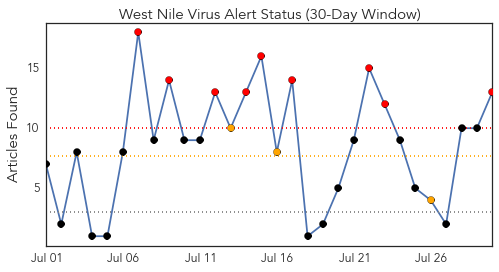 West Nile Virus Alert Status (30-Day Window)
Articles Found
15
10
5
Jul 01 Jul 06 Jul 11 Jul 16 Jul 21 Jul 26